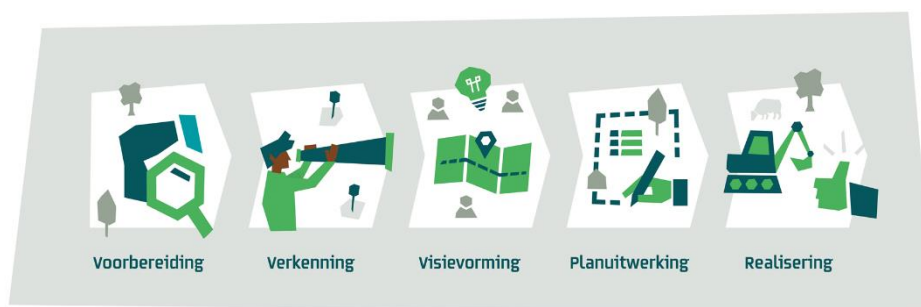 Voorbereiding
Verkenning
Visievorming
Planuitwerking
Realisering